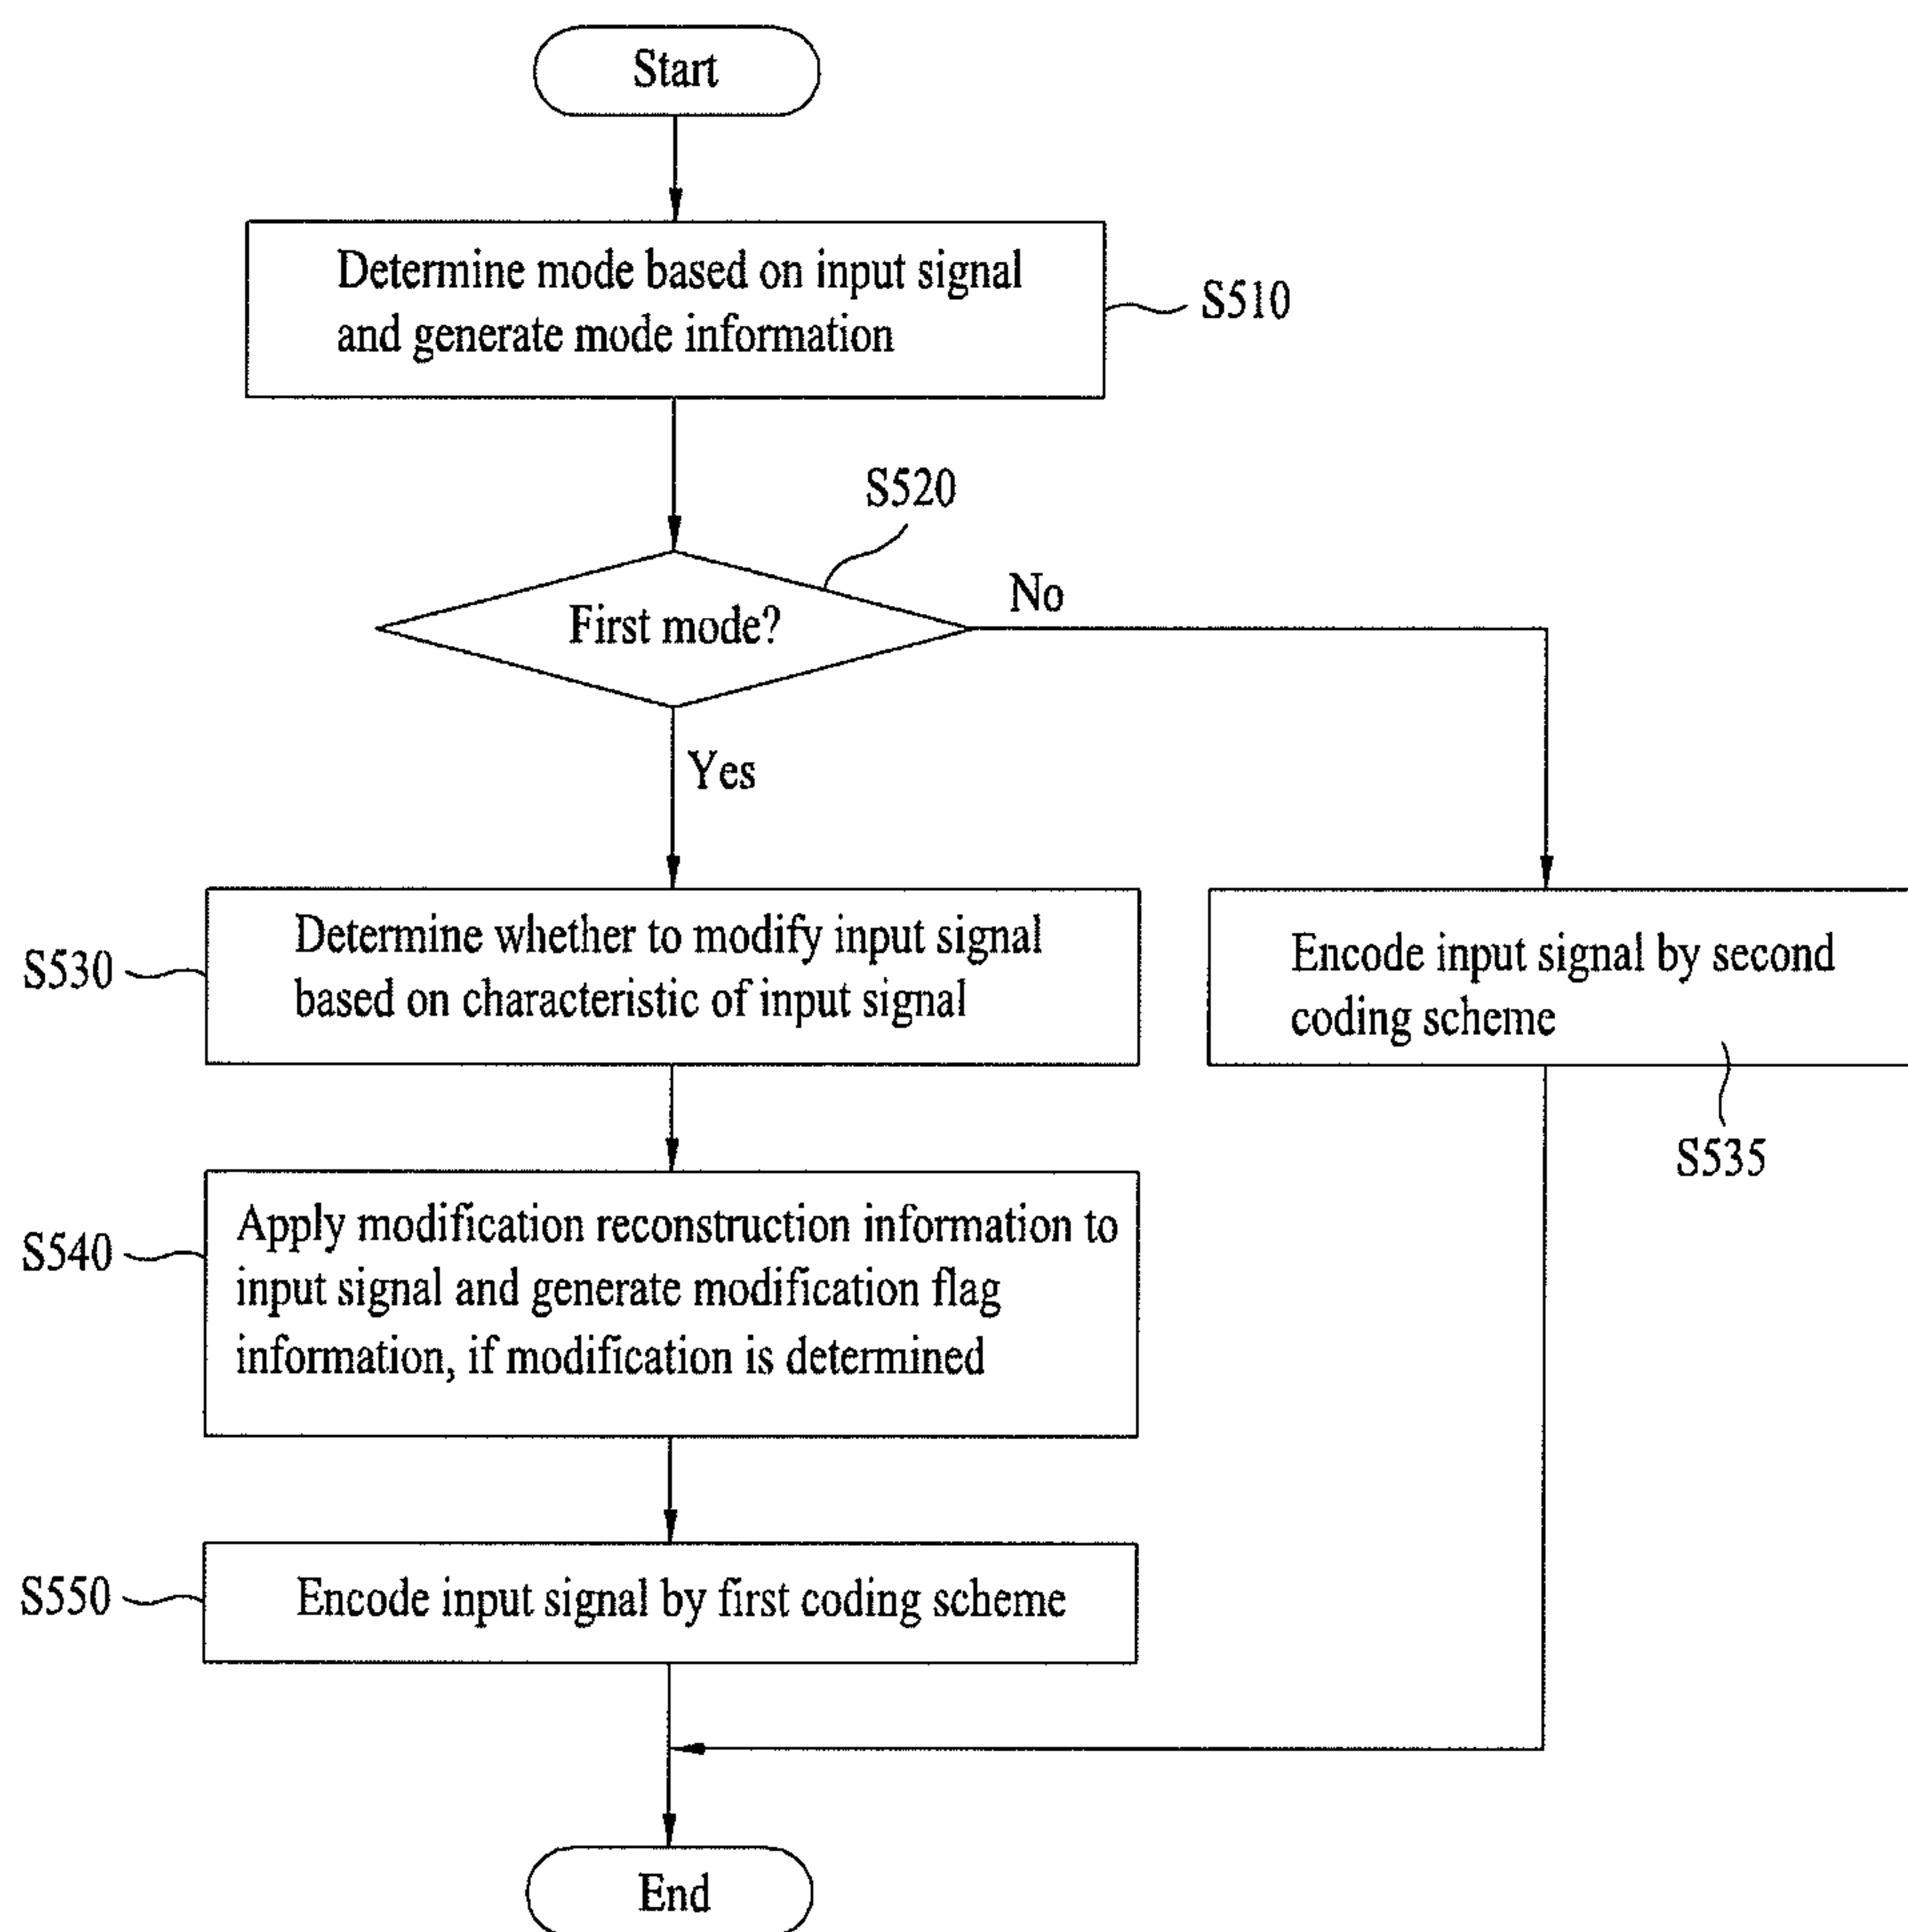 Start
Determine mode based on input signal
and generate mode information
S510
S520
First mode?
No
Yes
S530
Determine whether to modify input signal
based on characteristic of input signal
Encode input signal by second
coding scheme
S535
S540
Apply modification reconstruction information to
input signal and generate modification flag
information, if modification is determined
S550
Encode input signal by first coding scheme
End